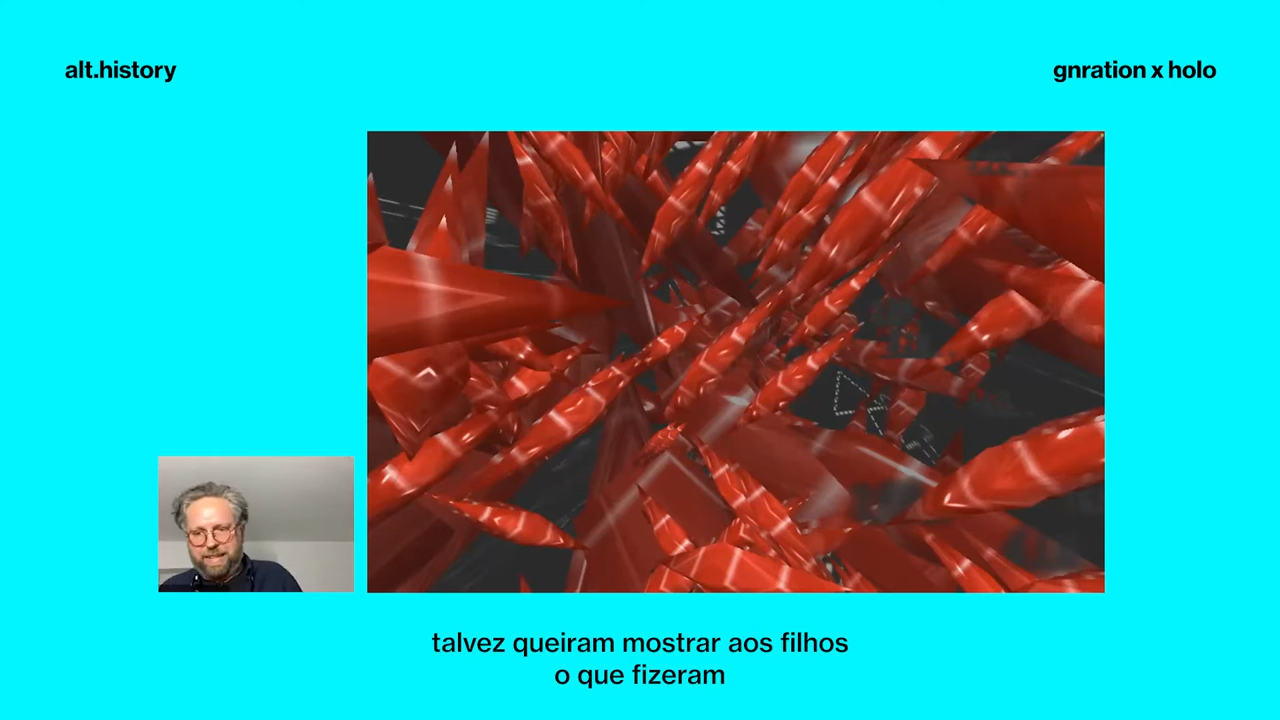 alt.history
gnration x holo
talvez queiram mostrar aos filhos
o que fizeram